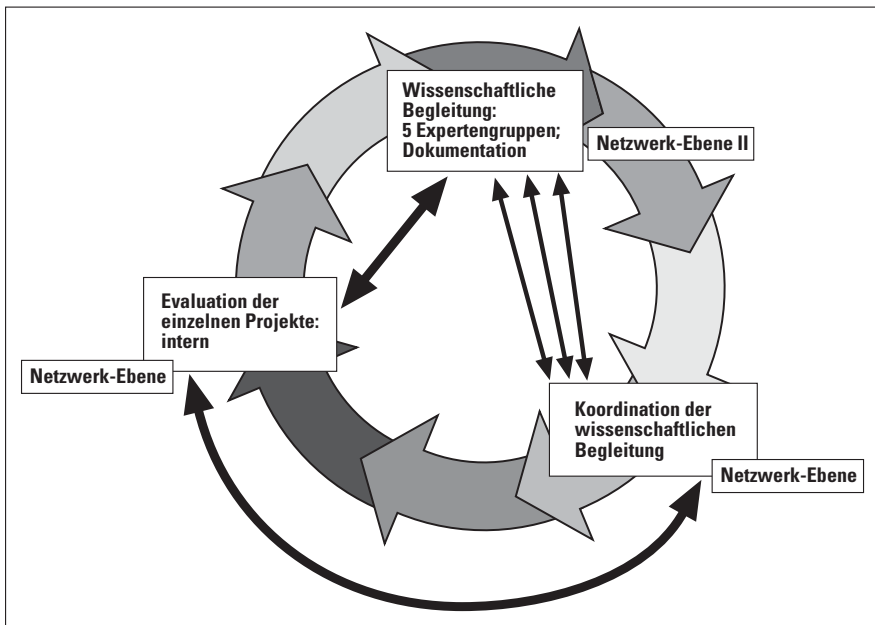 Wissenschaftliche
Begleitung:
5 Expertengruppen;
Dokumentation
Netzwerk-Ebene II
Evaluation der
einzelnen Projekte:
intern
Netzwerk-Ebene
Koordination der
wissenschaftlichen
Begleitung
Netzwerk-Ebene